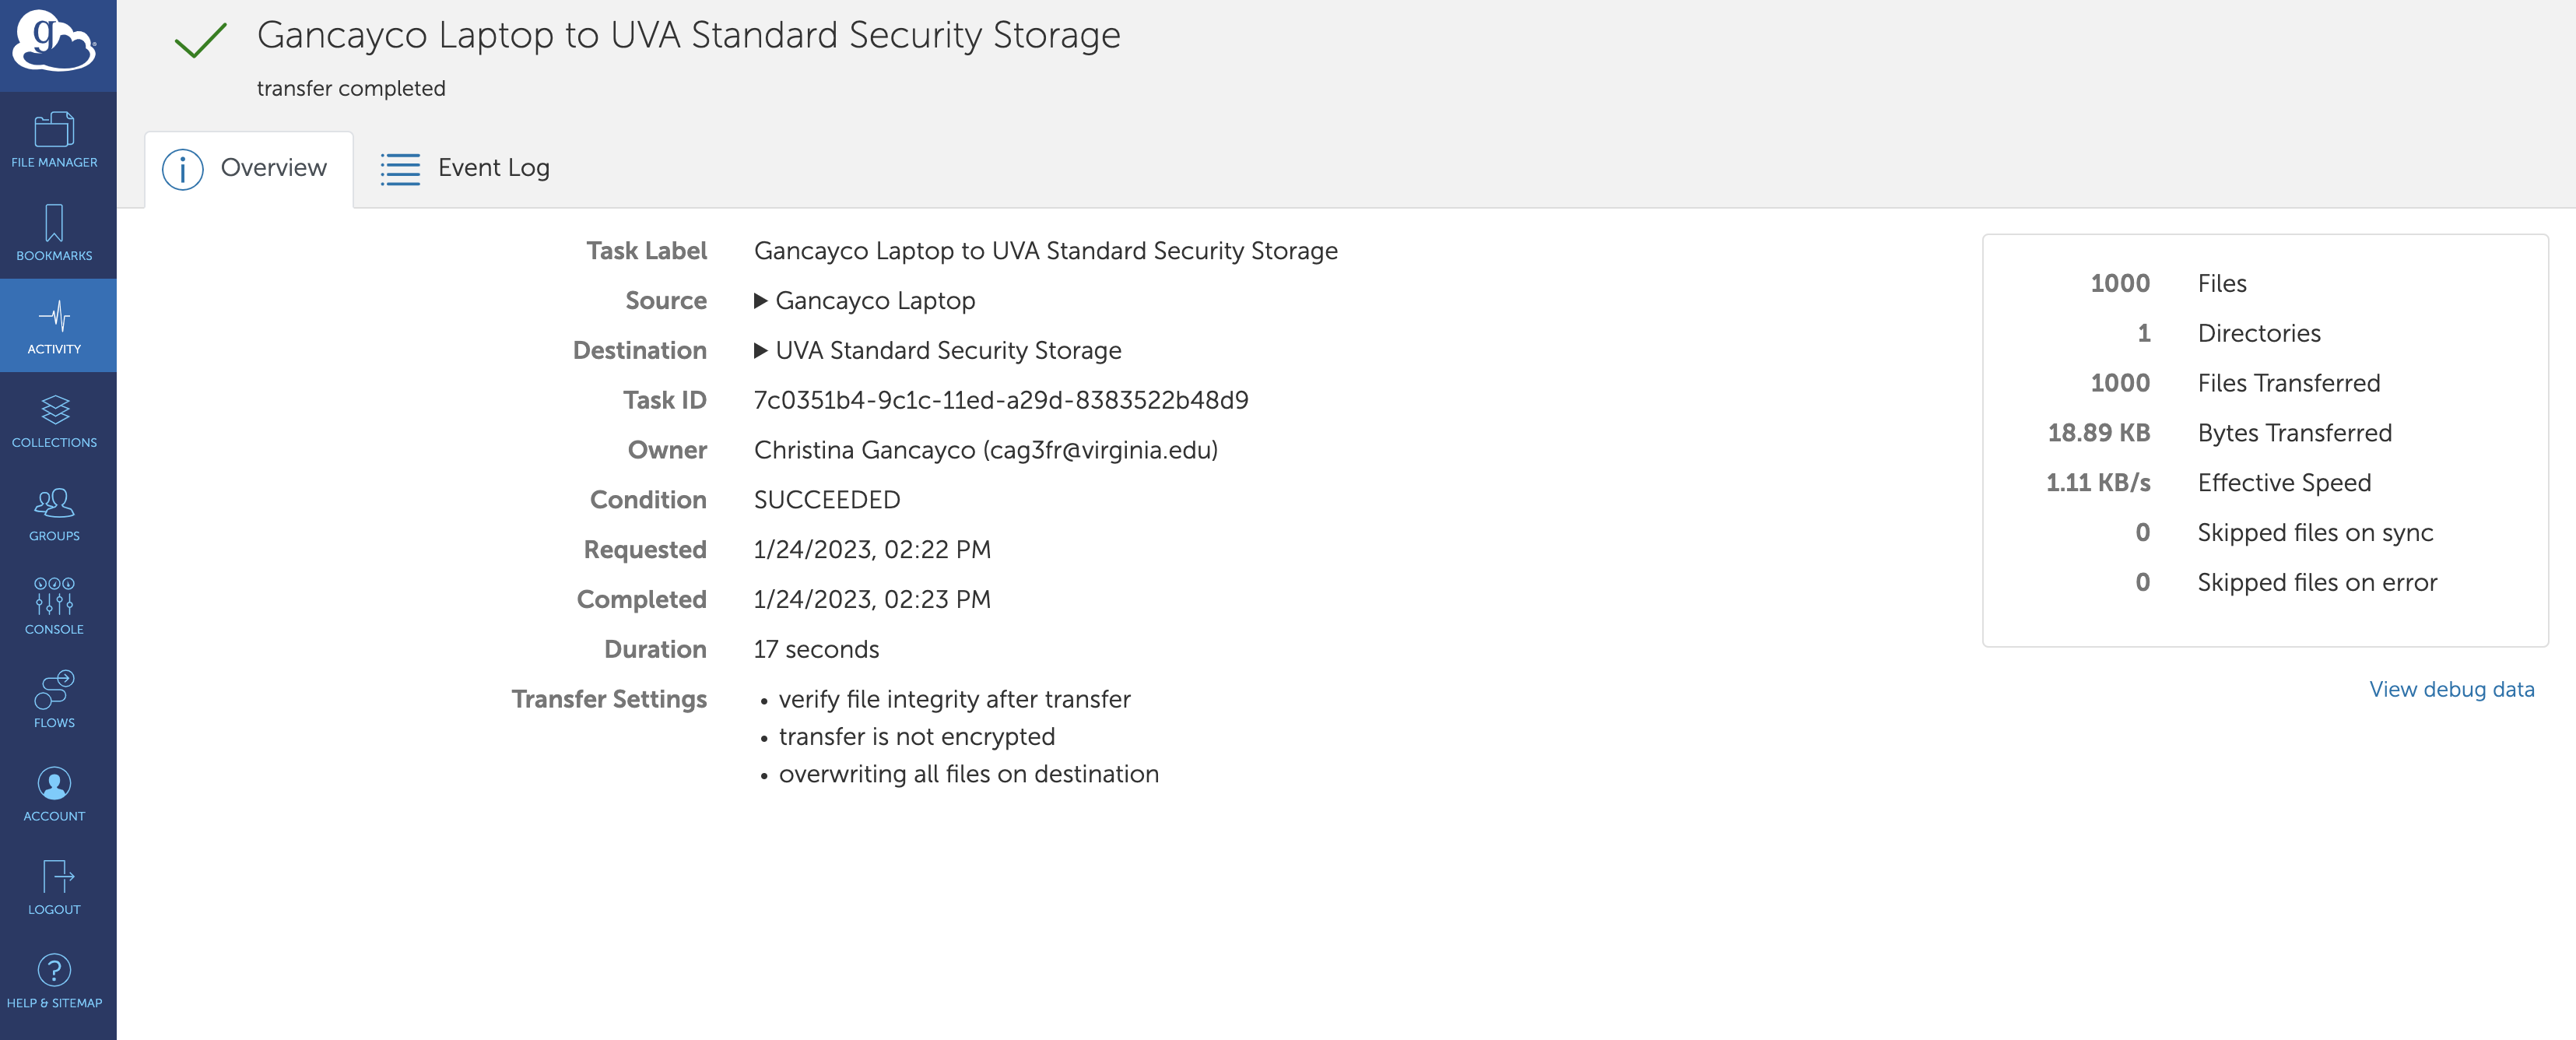 g
Gancayco Laptop to UVA Standard Security Storage
transfer completed
FILE MANAGER
BOOKMARKS
ACTIVITY
COLLECTIONS
GROUPS
CONSOLE
FLOWS
ACCOUNT
LOGOUT
HELP & SITEMAP
Overview
Event Log
Task Label Gancayco Laptop to UVA Standard Security Storage
Source ▶ Gancayco Laptop
Destination ▶ UVA Standard Security Storage
Task ID 7c0351b4-9c1c-11ed-a29d-8383522b48d9
Owner Christina Gancayco (cag3fr@virginia.edu)
Condition SUCCEEDED
Requested 1/24/2023, 02:22 PM
Completed 1/24/2023, 02:23 PM
Duration 17 seconds
Transfer Settings • verify file integrity after transfer
• transfer is not encrypted
• overwriting all files on destination
1000 Files
1 Directories
1000 Files Transferred
18.89 KB Bytes Transferred
1.11 KB/s Effective Speed
0 Skipped files on sync
0 Skipped files on error
View debug data